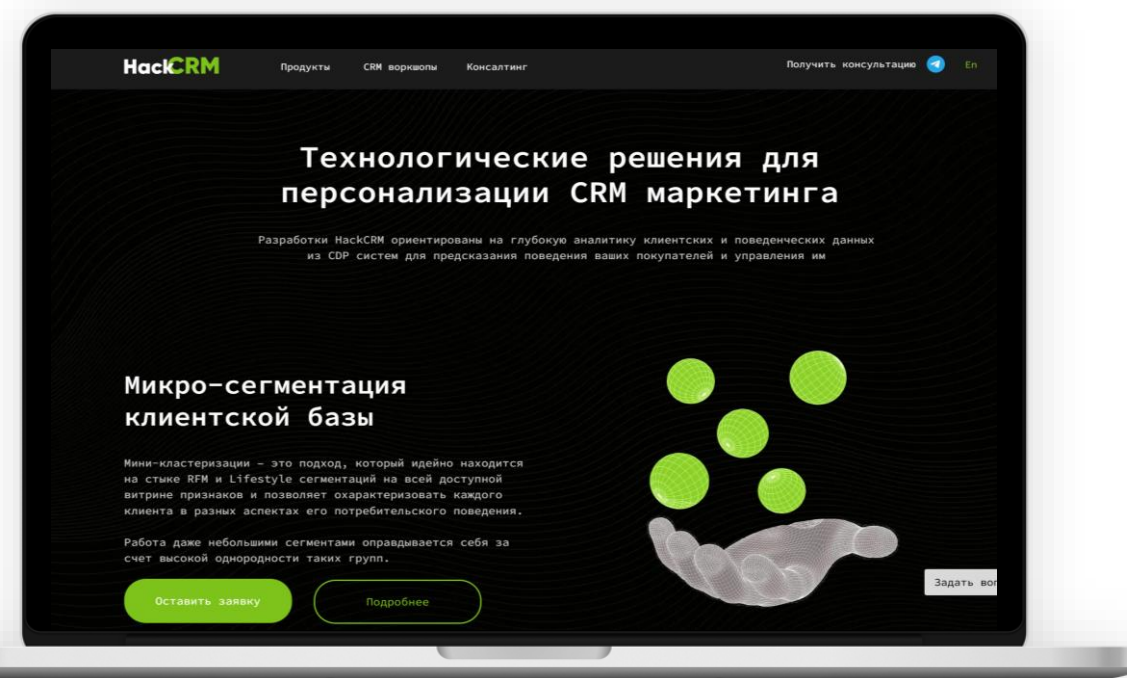 HackCRM
Продукты
CRM воркшопы
Консалтинг
Получить консультацию
En
Технологические решения для
персонализации CRM маркетинга
Разработки HackCRM ориентированы на глубокую аналитику клиентских и поведенческих данных
из CDP систем для предсказания поведения ваших покупателей и управления им
Микро-сегментация
клиентской базы
Мини-кластеризации – это подход, который идейно находится
на стыке RFM и Lifestyle сегментаций на всей доступной
витрине признаков и позволяет охарактеризовать каждого
клиента в разных аспектах его потребительского поведения.
Работа даже небольшими сегментами оправдывается себя за
счет высокой однородности таких групп.
Оставить заявку
Подробнее
Задать